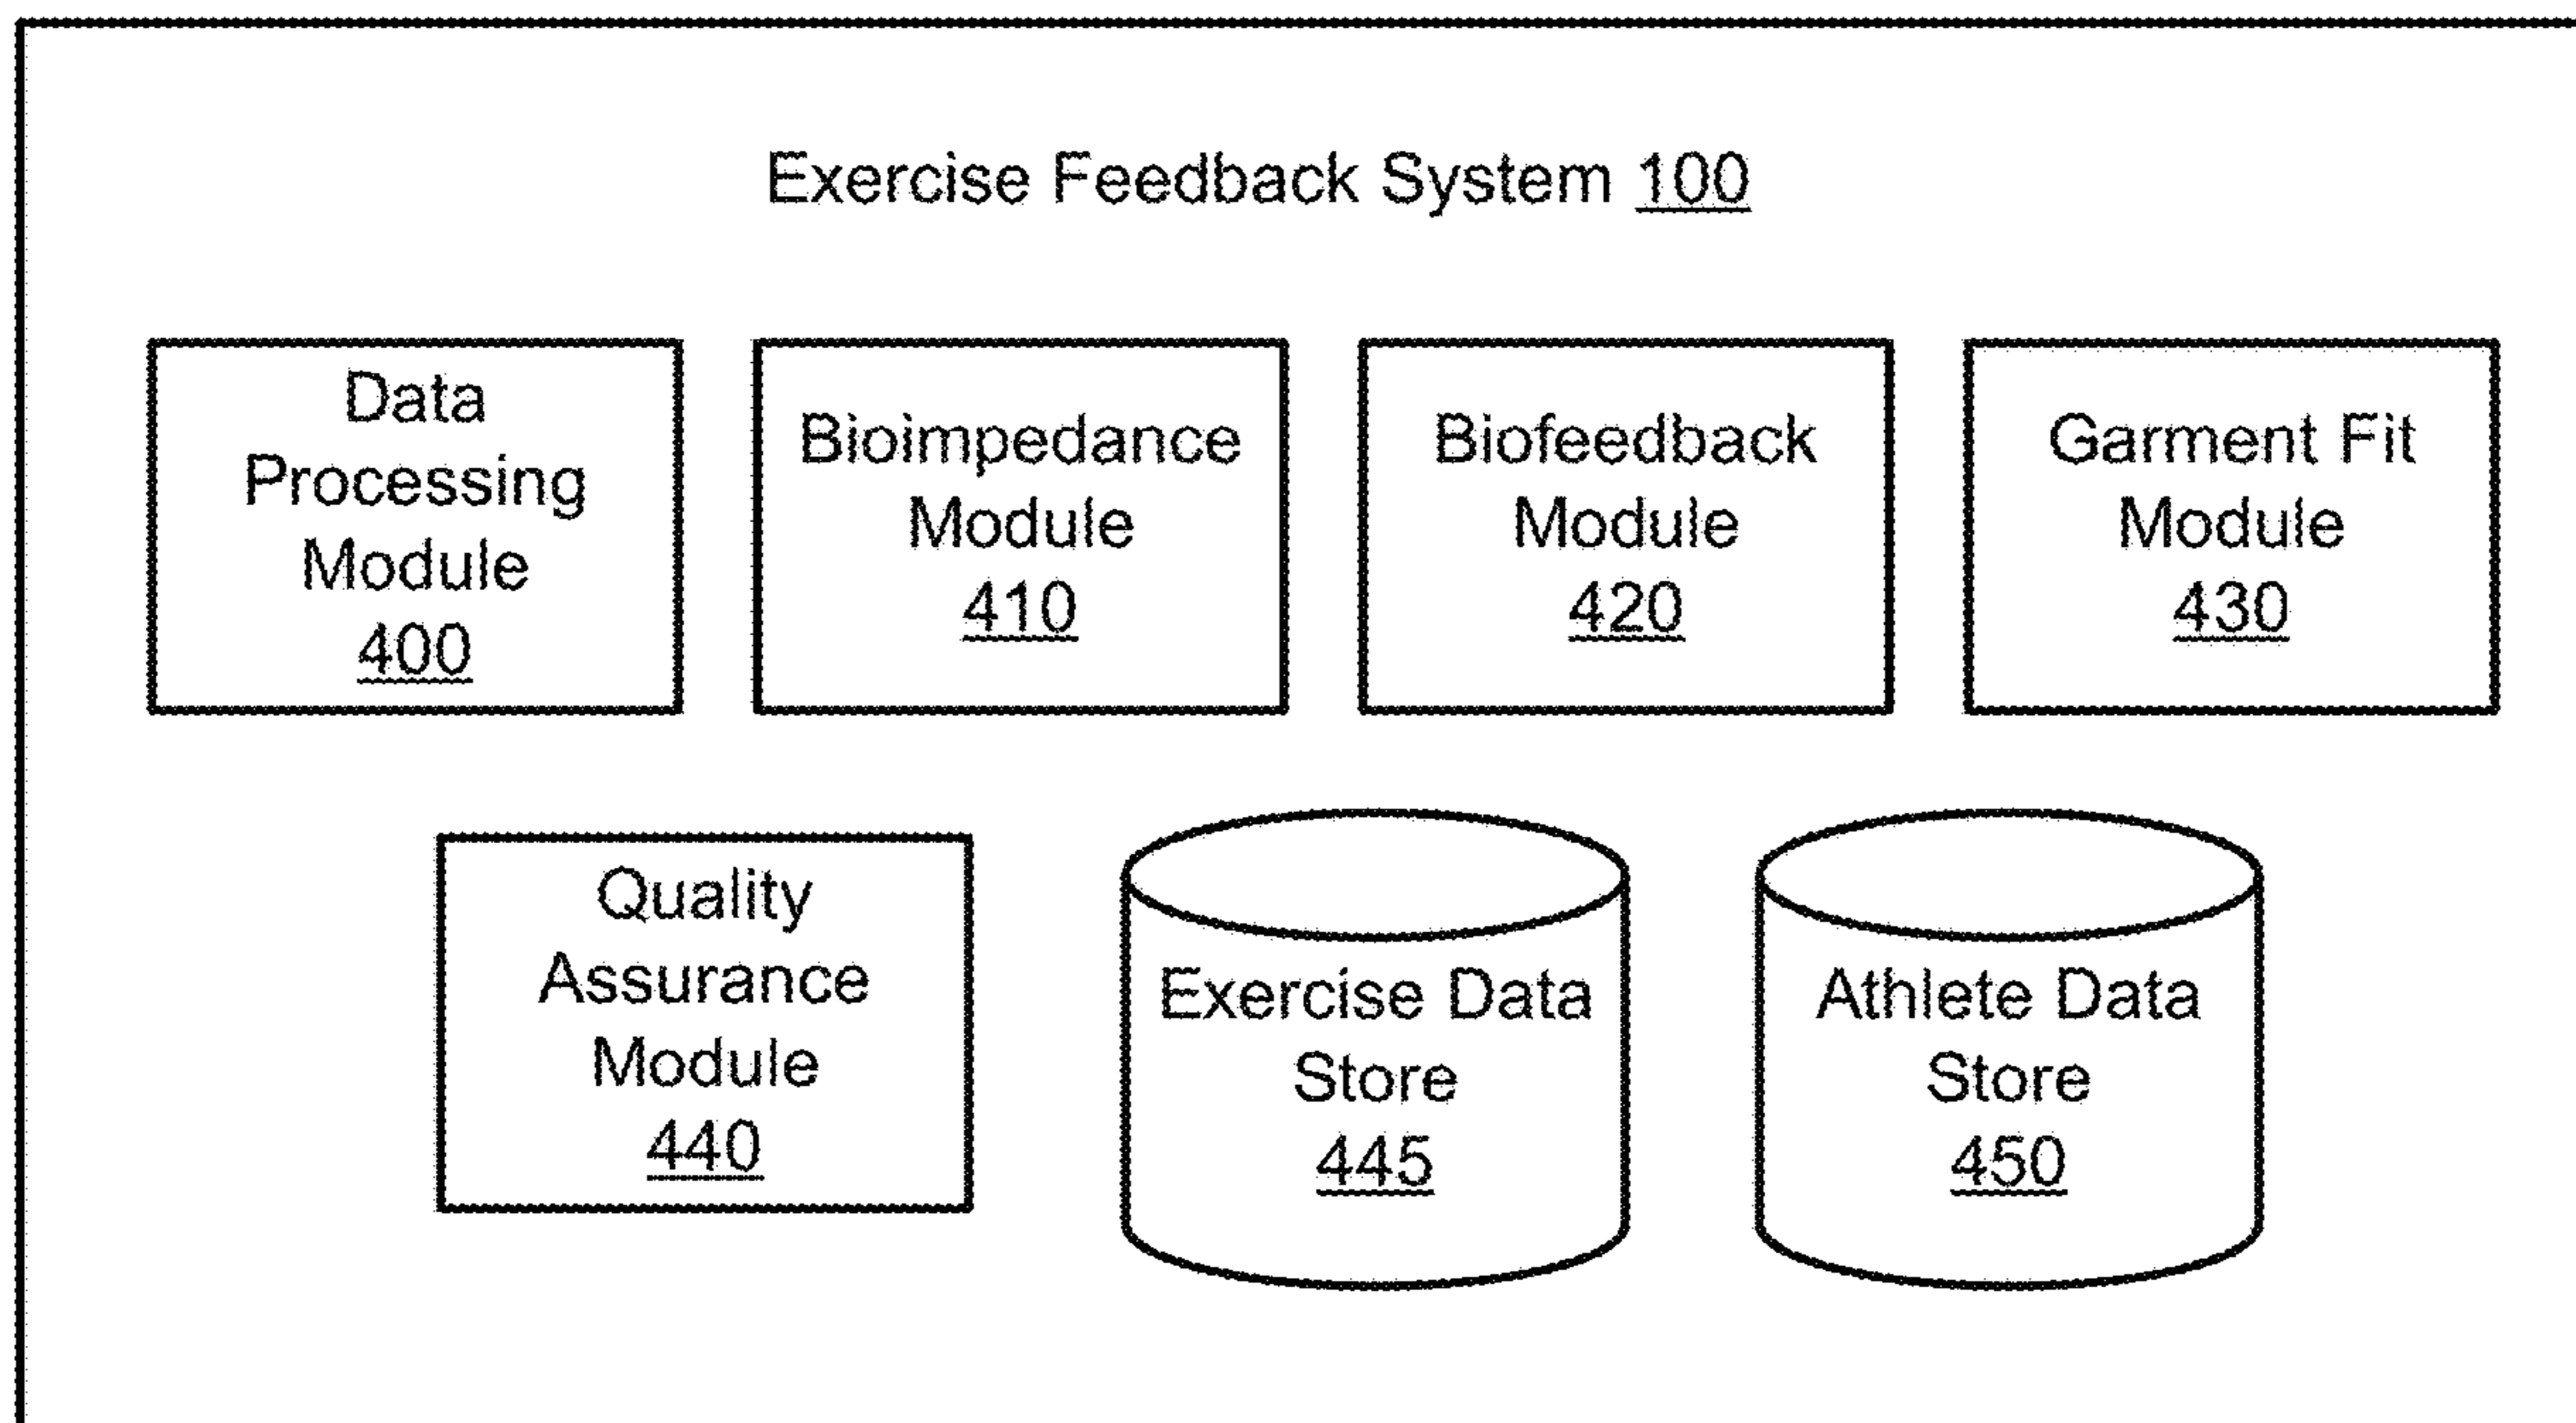 Exercise Feedback System 100
Data
Processing
Module
400
Bioimpedance
Module
410
Biofeedback
Module
420
Garment Fit
Module
430
Quality
Assurance
Module
440
Exercise Data
Store
445
Athlete Data
Store
450